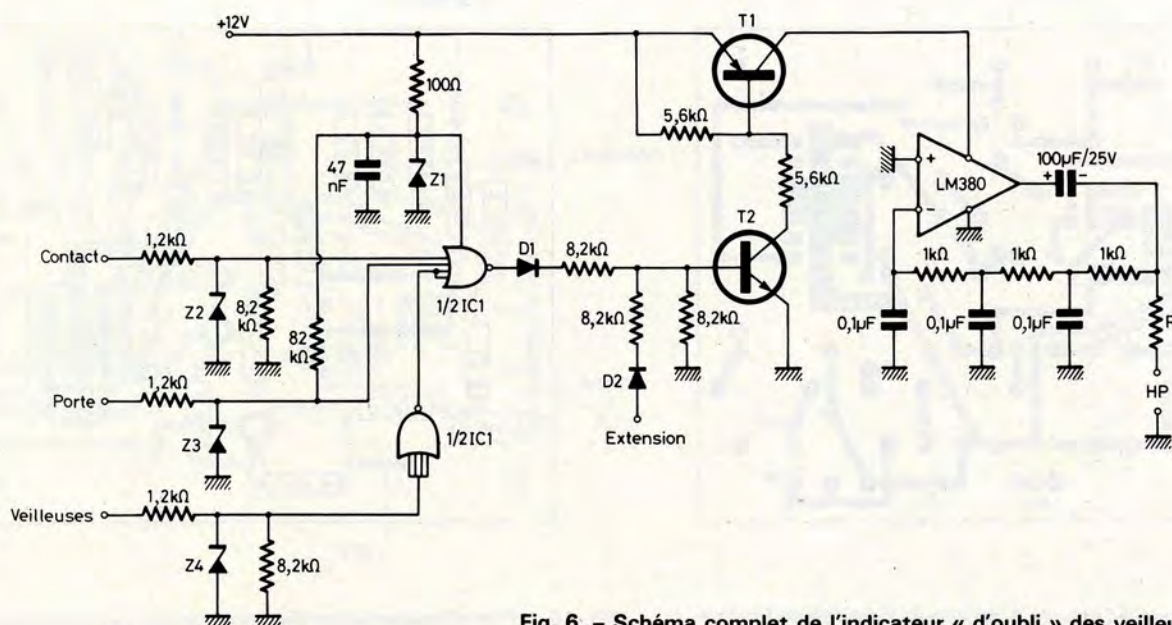 +12V
T1
100Ω
5,6kΩ
47
nF
Z1
5,6kΩ
100µF/25V
+
-
+
LM380
-
Contact
1,2kΩ
D1
8,2kΩ
T2
1kΩ
1kΩ
1kΩ
1/2 IC1
Z2
8,2
kΩ
82
kΩ
8,2kΩ
8,2kΩ
0,1µF
0,1µF
0,1µF
Porte
1,2kΩ
D2
HP
Z3
1/2 IC1
Extension
Veilleuses
1,2kΩ
Z4
8,2kΩ
Fig. 6. – Schéma complet de l'indicateur « d'oubli » des